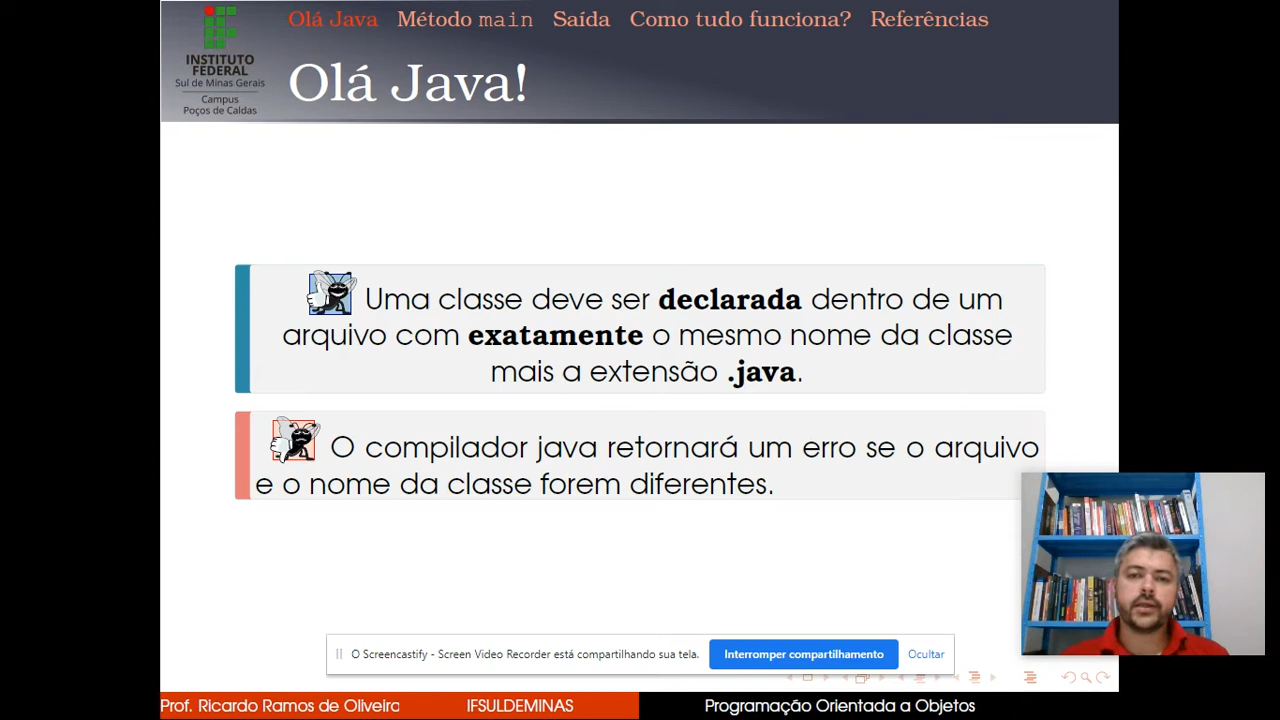 Olá Java Método main Saída Como tudo funciona? Referências
INSTITUTO
FEDERAL
Sul de Minas Gerais
Campus
Poços de Caldas
Olá Java!
Uma classe deve ser declarada dentro de um
arquivo com exatamente o mesmo nome da classe
mais a extensão .java.
O compilador java retornará um erro se o arquivo
e o nome da classe forem diferentes.
O Screencastify - Screen Video Recorder está compartilhando sua tela. Interromper compartilhamento Ocultar
Prof. Ricardo Ramos de Oliveira IFSULDEMINAS Programação Orientada a Objetos